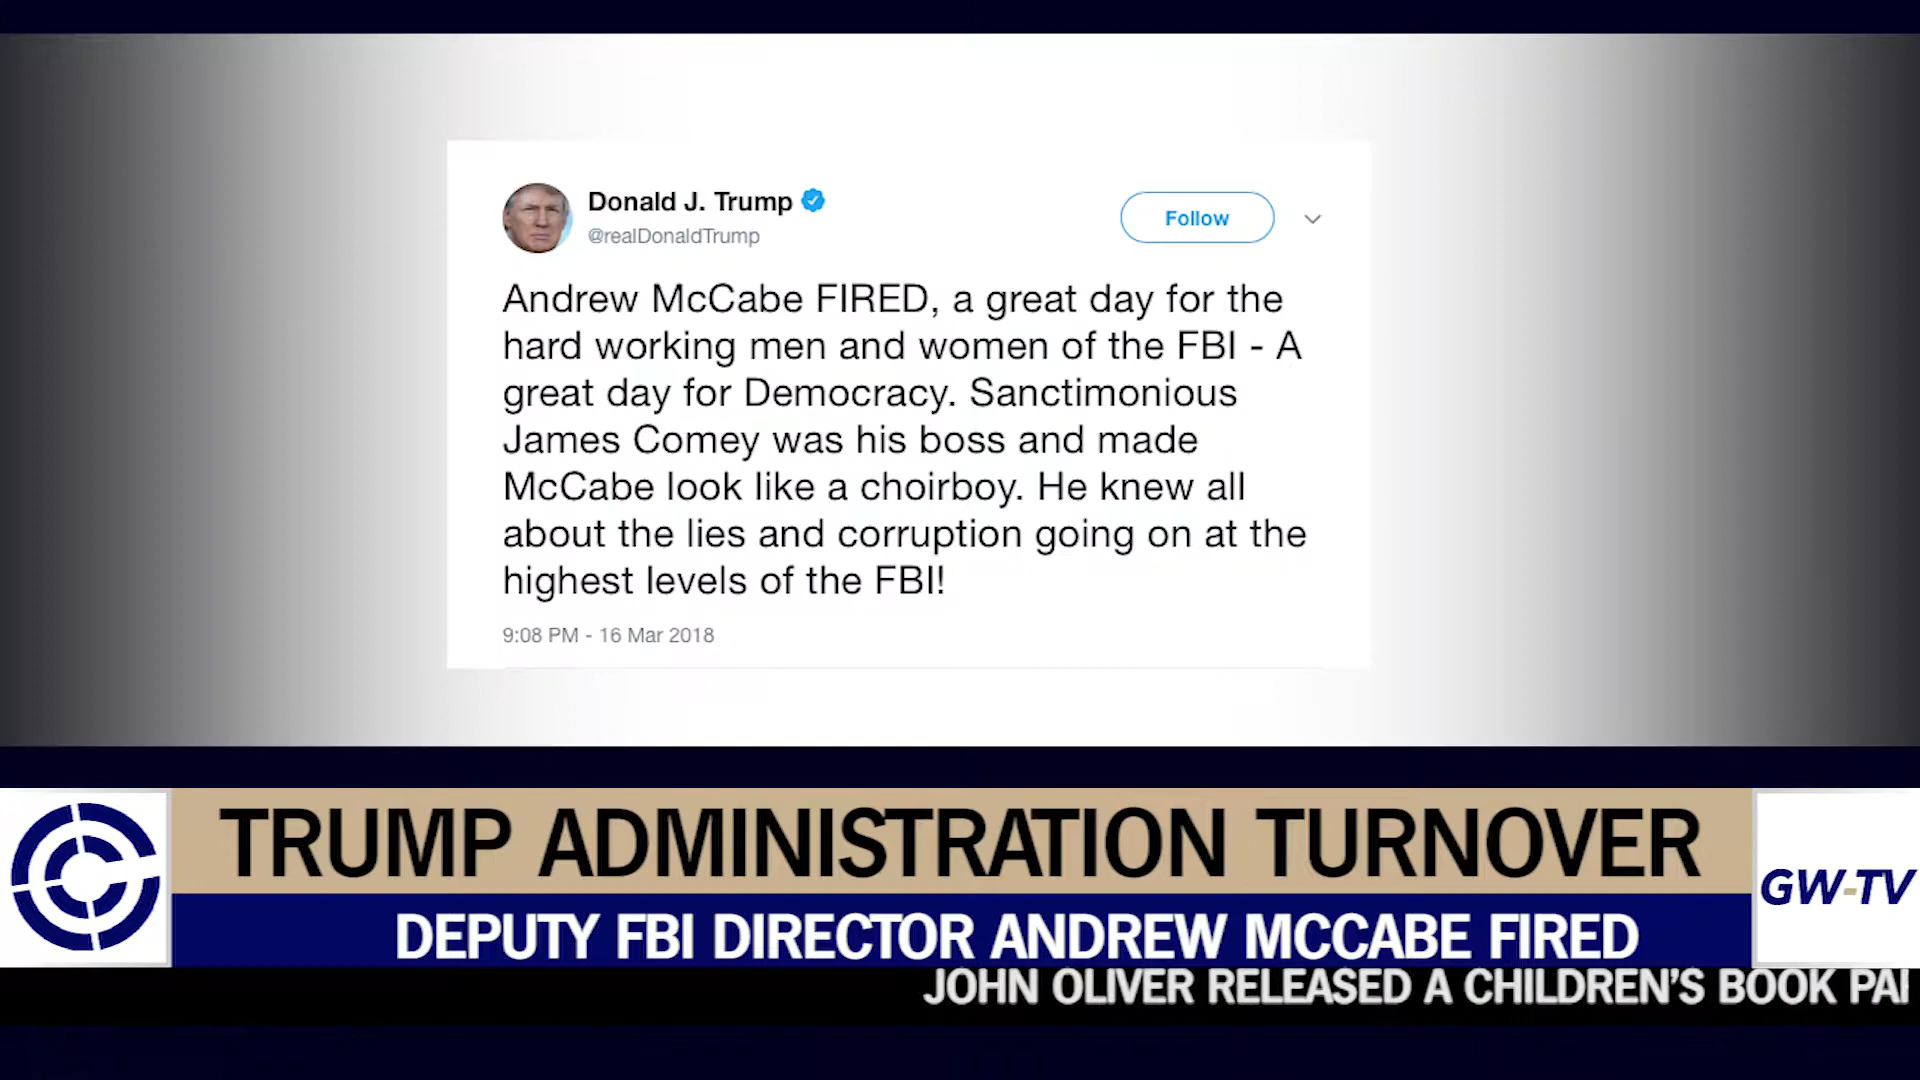 Donald J. Trump
@realDonaldTrump
Follow
Andrew McCabe FIRED, a great day for the
hard working men and women of the FBI - A
great day for Democracy. Sanctimonious
James Comey was his boss and made
McCabe look like a choirboy. He knew all
about the lies and corruption going on at the
highest levels of the FBI!
9:08 PM - 16 Mar 2018
TRUMP ADMINISTRATION TURNOVER
GW-TV
DEPUTY FBI DIRECTOR ANDREW MCCABE FIRED
JOHN OLIVER RELEASED A CHILDREN'S BOOK